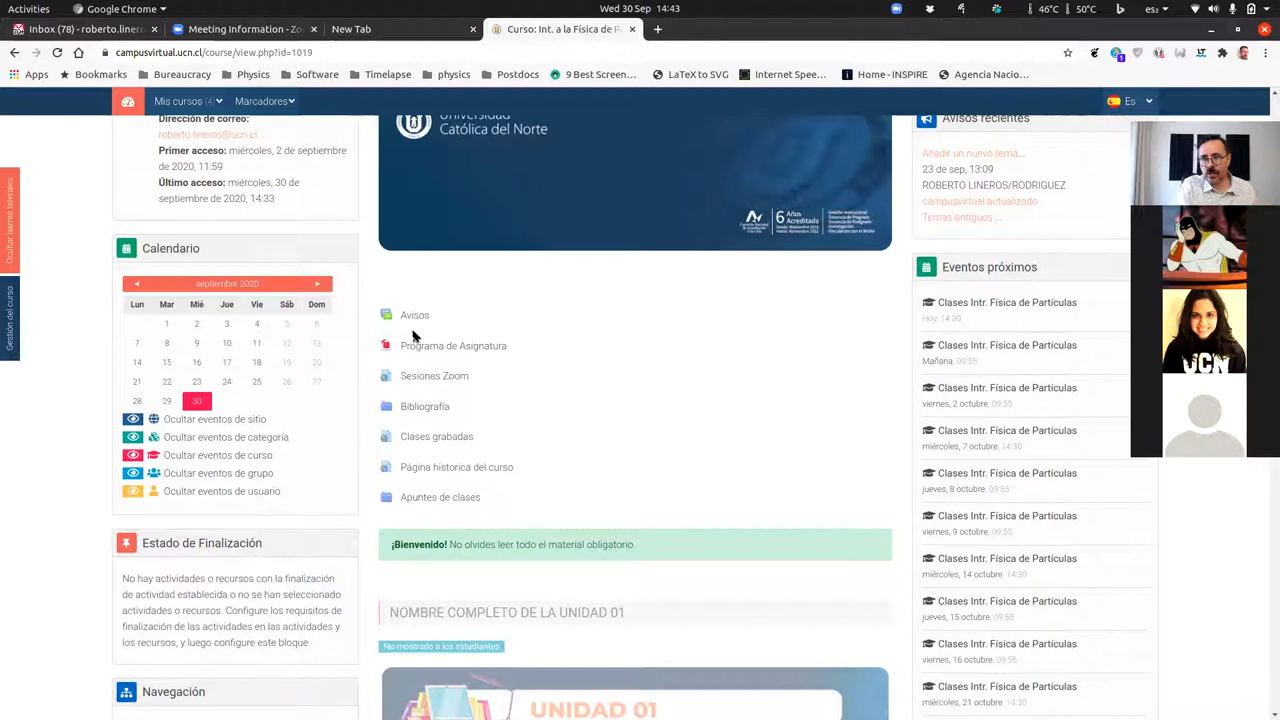 Activities
Google Chrome
Wed 30 Sep 14:43
40°C 50°C
es
Inbox (78) - roberto.liner
Meeting Information - Zo
New Tab
Curso: Int. a la Física de P
campusvirtual.ucn.cl/course/view.php?id=1019
Apps
Bookmarks
Bureaucracy
Physics
Software
Timelapse
physics
Postdocs
9 Best Screen…
LaTeX to SVG
Internet Spee…
Home - INSPIRE
Agencia Nacio…
Mis cursos (4)
Marcadores
Es
Dirección de correo:
roberto.lineros@ucn.cl
Primer acceso: miércoles, 2 de septiembre
de 2020, 11:59
Último acceso: miércoles, 30 de
septiembre de 2020, 14:33
Ocultar barras laterales
Gestión del curso
Calendario
septiembre 2020
Lun Mar Mié Jue Vie Sáb Dom
1 2 3 4 5 6
7 8 9 10 11 12 13
14 15 16 17 18 19 20
21 22 23 24 25 26 27
28 29 30
Ocultar eventos de sitio
Ocultar eventos de categoría
Ocultar eventos de curso
Ocultar eventos de grupo
Ocultar eventos de usuario
Estado de Finalización
No hay actividades o recursos con la finalización
de actividad establecida o no se han seleccionado
actividades o recursos. Configure los requisitos de
finalización de las actividades en las actividades y
los recursos, y luego configure este bloque
Navegación
Universidad
Católica del Norte
6 Años
Acreditada
Avisos
Programa de Asignatura
Sesiones Zoom
Bibliografía
Clases grabadas
Página historica del curso
Apuntes de clases
¡Bienvenido! No olvides leer todo el material obligatorio.
NOMBRE COMPLETO DE LA UNIDAD 01
No mostrado a los estudiantes
UNIDAD 01
Avisos recientes
Añadir un nuevo tema...
23 de sep, 13:09
ROBERTO LINEROS/RODRIGUEZ
campusvirtual actualizado
Temas antiguos ...
Eventos próximos
Clases Intr. Física de Partículas
Hoy, 14:30
Clases Intr. Física de Partículas
Mañana, 09:55
Clases Intr. Física de Partículas
viernes, 2 octubre, 09:55
Clases Intr. Física de Partículas
miércoles, 7 octubre, 14:30
Clases Intr. Física de Partículas
jueves, 8 octubre, 09:55
Clases Intr. Física de Partículas
viernes, 9 octubre, 09:55
Clases Intr. Física de Partículas
miércoles, 14 octubre, 14:30
Clases Intr. Física de Partículas
jueves, 15 octubre, 09:55
Clases Intr. Física de Partículas
viernes, 16 octubre, 09:55
Clases Intr. Física de Partículas
miércoles, 21 octubre, 14:30
UCN